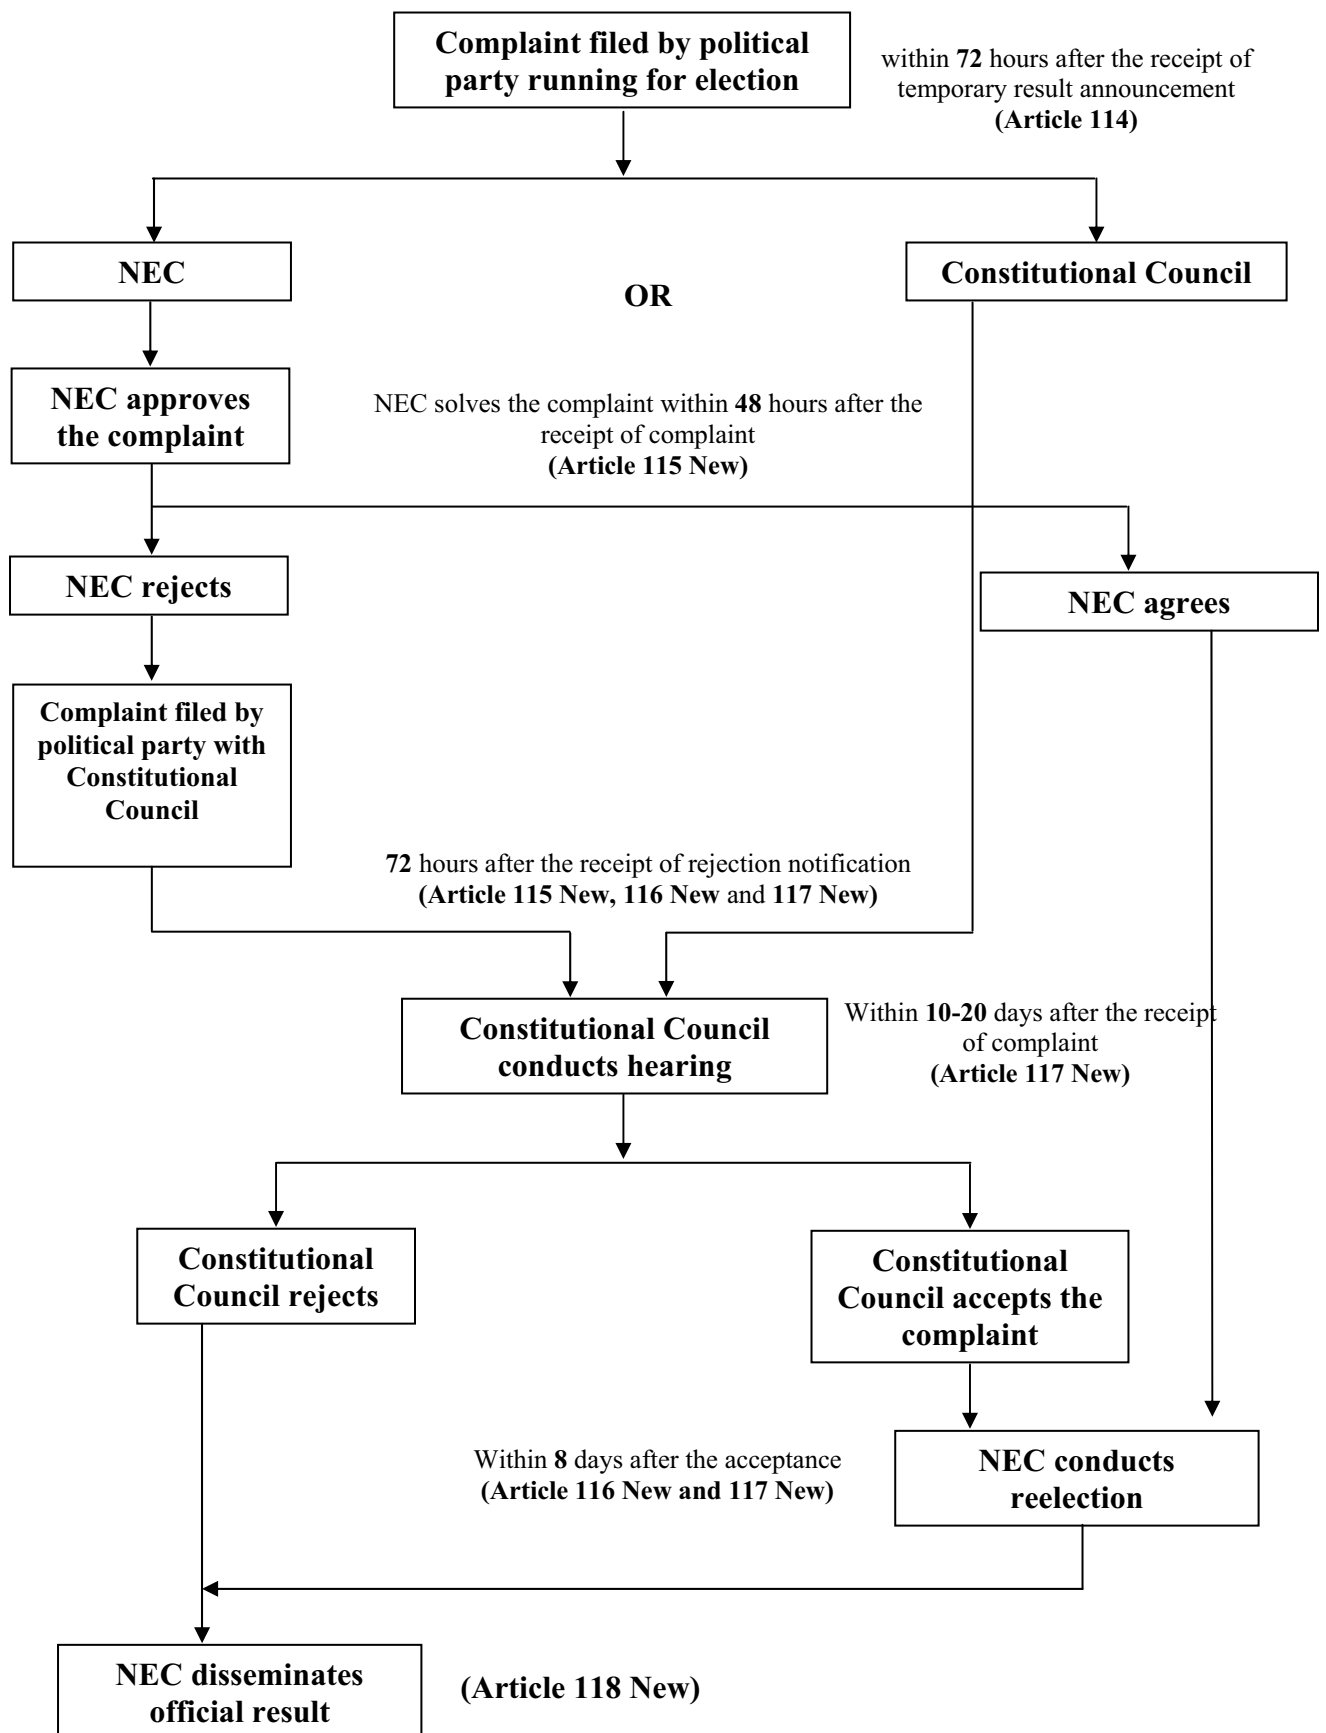 Complaint filed by political
party running for election
within 72 hours after the receipt of
temporary result announcement
(Article 114)
NEC
OR
Constitutional Council
NEC approves
the complaint
NEC solves the complaint within 48 hours after the
receipt of complaint
(Article 115 New)
NEC rejects
NEC agrees
Complaint filed by
political party with
Constitutional
Council
72 hours after the receipt of rejection notification
(Article 115 New, 116 New and 117 New)
Constitutional Council
conducts hearing
Within 10-20 days after the receipt
of complaint
(Article 117 New)
Constitutional
Council rejects
Constitutional
Council accepts the
complaint
Within 8 days after the acceptance
(Article 116 New and 117 New)
NEC conducts
reelection
NEC disseminates
official result
(Article 118 New)